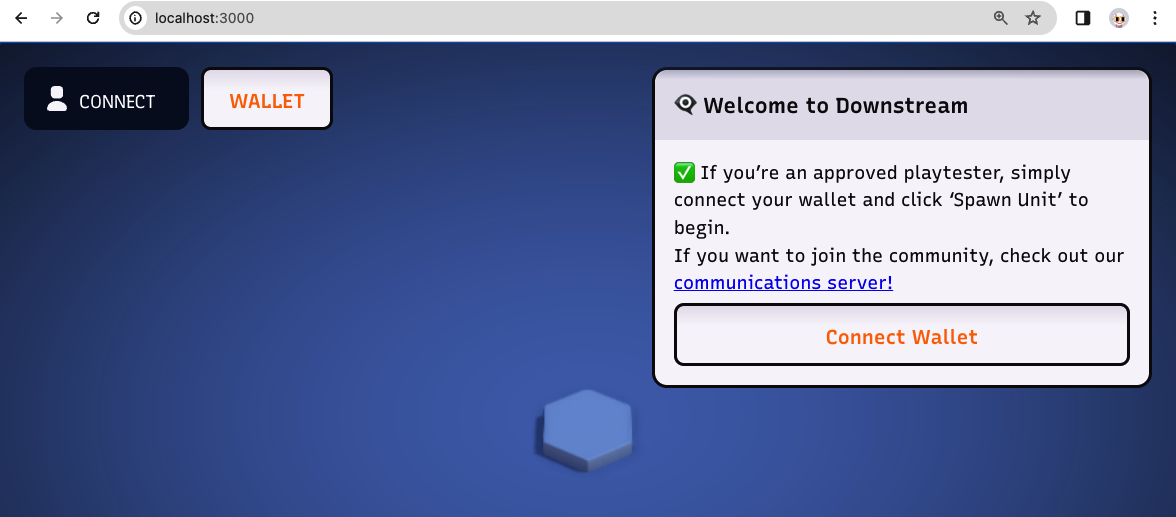 localhost:3000
CONNECT
WALLET
Welcome to Downstream
✅ If you’re an approved playtester, simply
connect your wallet and click ‘Spawn Unit’ to
begin.
If you want to join the community, check out our
communications server!
Connect Wallet